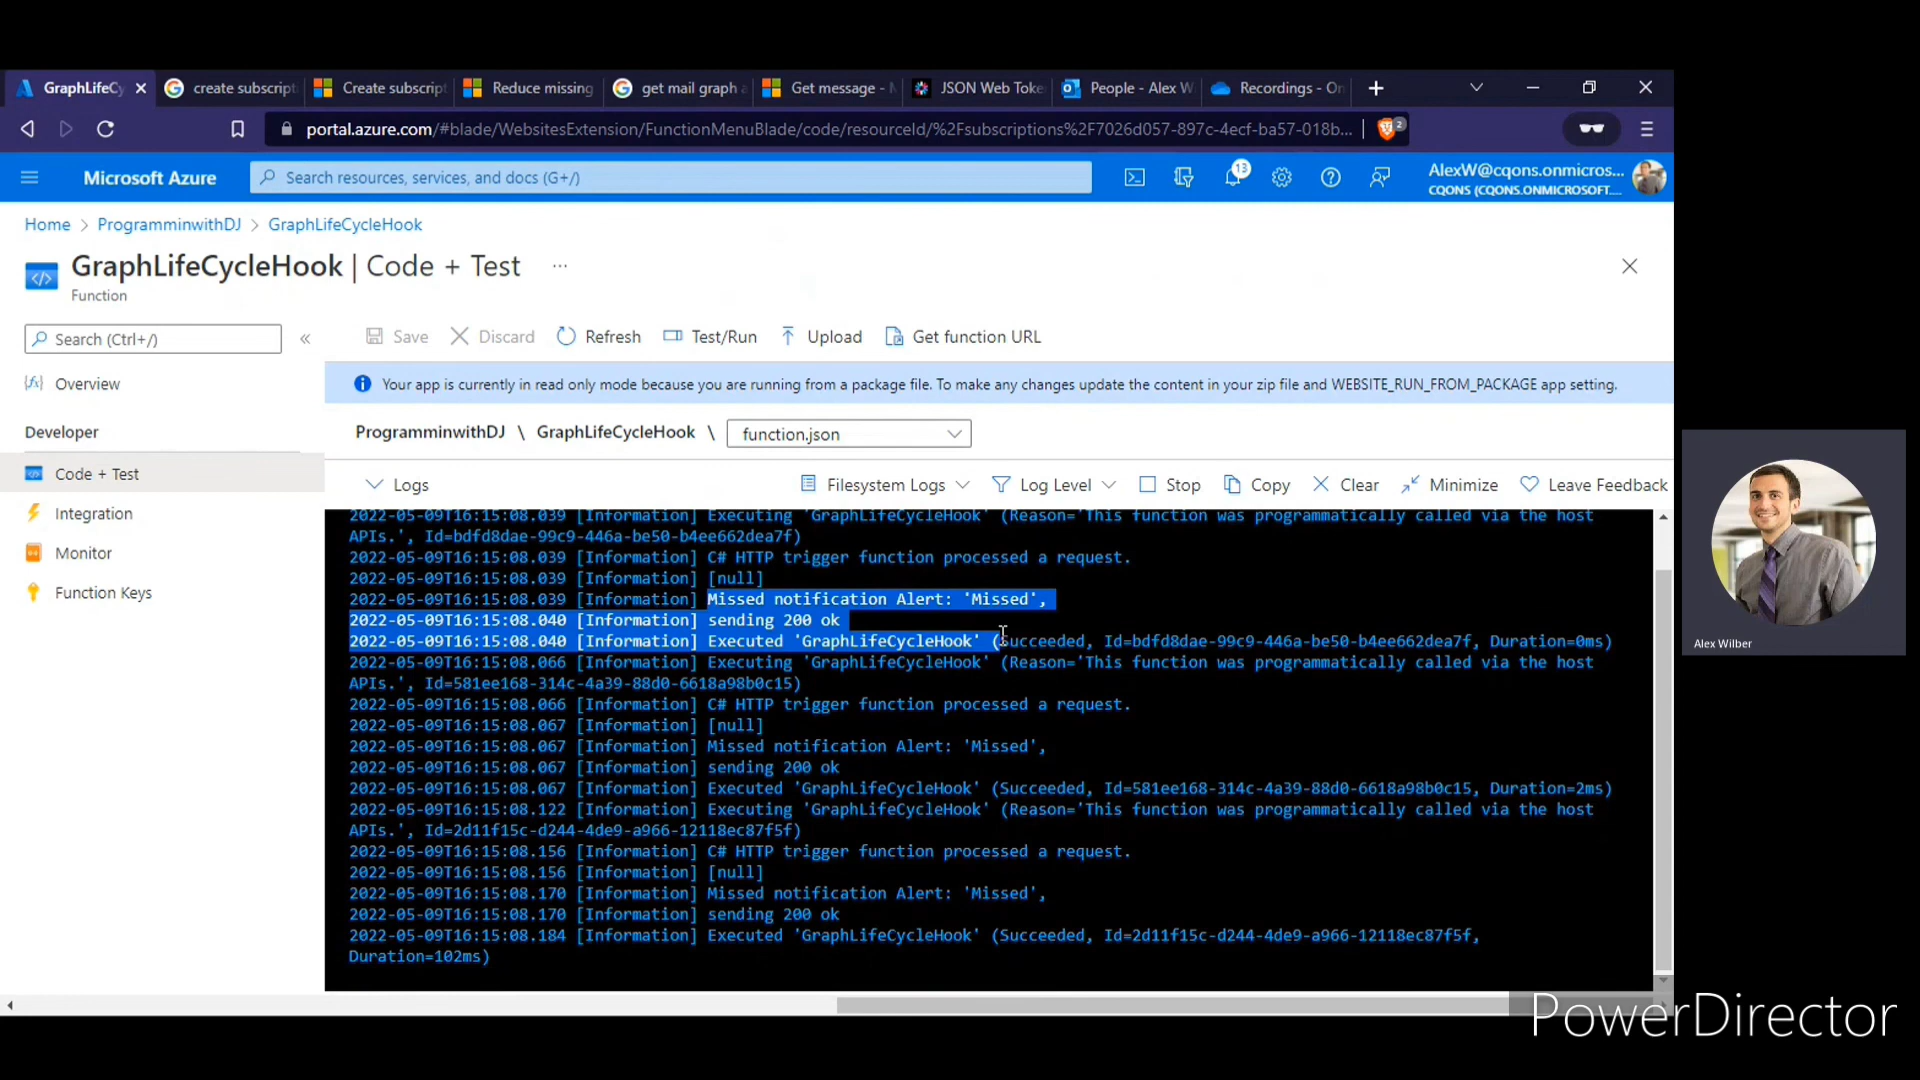 GraphLifeCy
create subscript
Create subscript
Reduce missing
get mail graph a
Get message - M
JSON Web Toke
People - Alex W
Recordings - On
portal.azure.com/#blade/WebsitesExtension/FunctionMenuBlade/code/resourceId/%2Fsubscriptions%2F7026d057-897c-4ecf-ba57-018b...
2
Microsoft Azure
Search resources, services, and docs (G+/)
13
AlexW@cqons.onmicros...
CQONS (CQONS.ONMICROSOFT....
Home > ProgramminwithDJ > GraphLifeCycleHook
GraphLifeCycleHook | Code + Test ...
Function
Search (Ctrl+/)
«
Save
Discard
Refresh
Test/Run
Upload
Get function URL
Overview
Developer
Code + Test
Integration
Monitor
Function Keys
Your app is currently in read only mode because you are running from a package file. To make any changes update the content in your zip file and WEBSITE_RUN_FROM_PACKAGE app setting.
ProgramminwithDJ \ GraphLifeCycleHook \ function.json
Logs
Filesystem Logs
Log Level
Stop
Copy
Clear
Minimize
Leave Feedback
2022-05-09T16:15:08.039 [Information] Executing 'GraphLifeCycleHook' (Reason='This function was programmatically called via the host
APIs.', Id=bdfd8dae-99c9-446a-be50-b4ee662dea7f)
2022-05-09T16:15:08.039 [Information] C# HTTP trigger function processed a request.
2022-05-09T16:15:08.039 [Information] [null]
2022-05-09T16:15:08.039 [Information] Missed notification Alert: 'Missed',
2022-05-09T16:15:08.040 [Information] sending 200 ok
2022-05-09T16:15:08.040 [Information] Executed 'GraphLifeCycleHook' (Succeeded, Id=bdfd8dae-99c9-446a-be50-b4ee662dea7f, Duration=0ms)
2022-05-09T16:15:08.066 [Information] Executing 'GraphLifeCycleHook' (Reason='This function was programmatically called via the host
APIs.', Id=581ee168-314c-4a39-88d0-6618a98b0c15)
2022-05-09T16:15:08.066 [Information] C# HTTP trigger function processed a request.
2022-05-09T16:15:08.067 [Information] [null]
2022-05-09T16:15:08.067 [Information] Missed notification Alert: 'Missed',
2022-05-09T16:15:08.067 [Information] sending 200 ok
2022-05-09T16:15:08.067 [Information] Executed 'GraphLifeCycleHook' (Succeeded, Id=581ee168-314c-4a39-88d0-6618a98b0c15, Duration=2ms)
2022-05-09T16:15:08.122 [Information] Executing 'GraphLifeCycleHook' (Reason='This function was programmatically called via the host
APIs.', Id=2d11f15c-d244-4de9-a966-12118ec87f5f)
2022-05-09T16:15:08.156 [Information] C# HTTP trigger function processed a request.
2022-05-09T16:15:08.156 [Information] [null]
2022-05-09T16:15:08.170 [Information] Missed notification Alert: 'Missed',
2022-05-09T16:15:08.170 [Information] sending 200 ok
2022-05-09T16:15:08.184 [Information] Executed 'GraphLifeCycleHook' (Succeeded, Id=2d11f15c-d244-4de9-a966-12118ec87f5f,
Duration=102ms)
Alex Wilber
PowerDirector